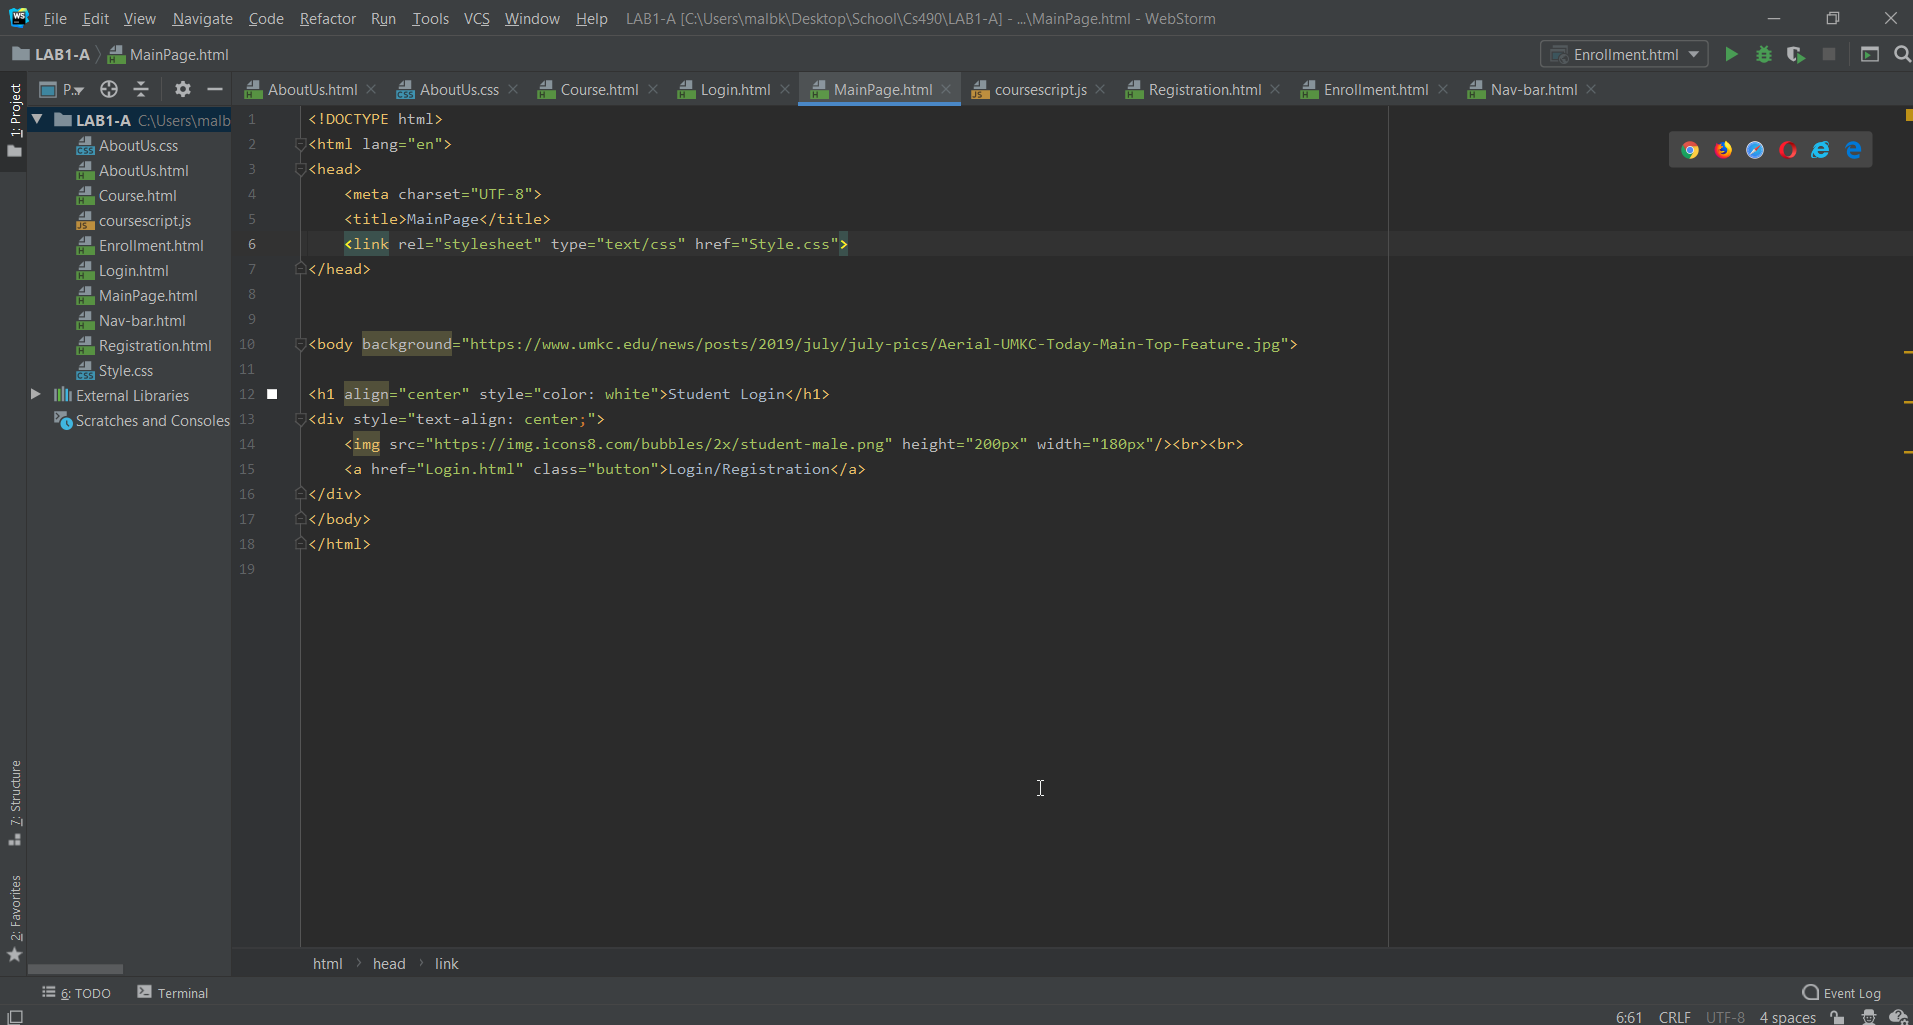 File Edit View Navigate Code Refactor Run Tools VCS Window Help LAB1-A [C:\Users\malbk\Desktop\School\Cs490\LAB1-A] - ...\MainPage.html - WebStorm
LAB1-A MainPage.html Enrollment.html
P.. AboutUs.html AboutUs.css Course.html Login.html MainPage.html coursescript.js Registration.html Enrollment.html Nav-bar.html
1: Project
LAB1-A C:\Users\malb
AboutUs.css
AboutUs.html
Course.html
coursescript.js
Enrollment.html
Login.html
MainPage.html
Nav-bar.html
Registration.html
Style.css
External Libraries
Scratches and Consoles
7: Structure
2: Favorites
1 <!DOCTYPE html>
2 <html lang="en">
3 <head>
4 <meta charset="UTF-8">
5 <title>MainPage</title>
6 <link rel="stylesheet" type="text/css" href="Style.css">
7 </head>
8
9
10 <body background="https://www.umkc.edu/news/posts/2019/july/july-pics/Aerial-UMKC-Today-Main-Top-Feature.jpg">
11
12 <h1 align="center" style="color: white">Student Login</h1>
13 <div style="text-align: center;">
14 <img src="https://img.icons8.com/bubbles/2x/student-male.png" height="200px" width="180px"/><br><br>
15 <a href="Login.html" class="button">Login/Registration</a>
16 </div>
17 </body>
18 </html>
19
html head link
6: TODO Terminal Event Log
6:61 CRLF UTF-8 4 spaces